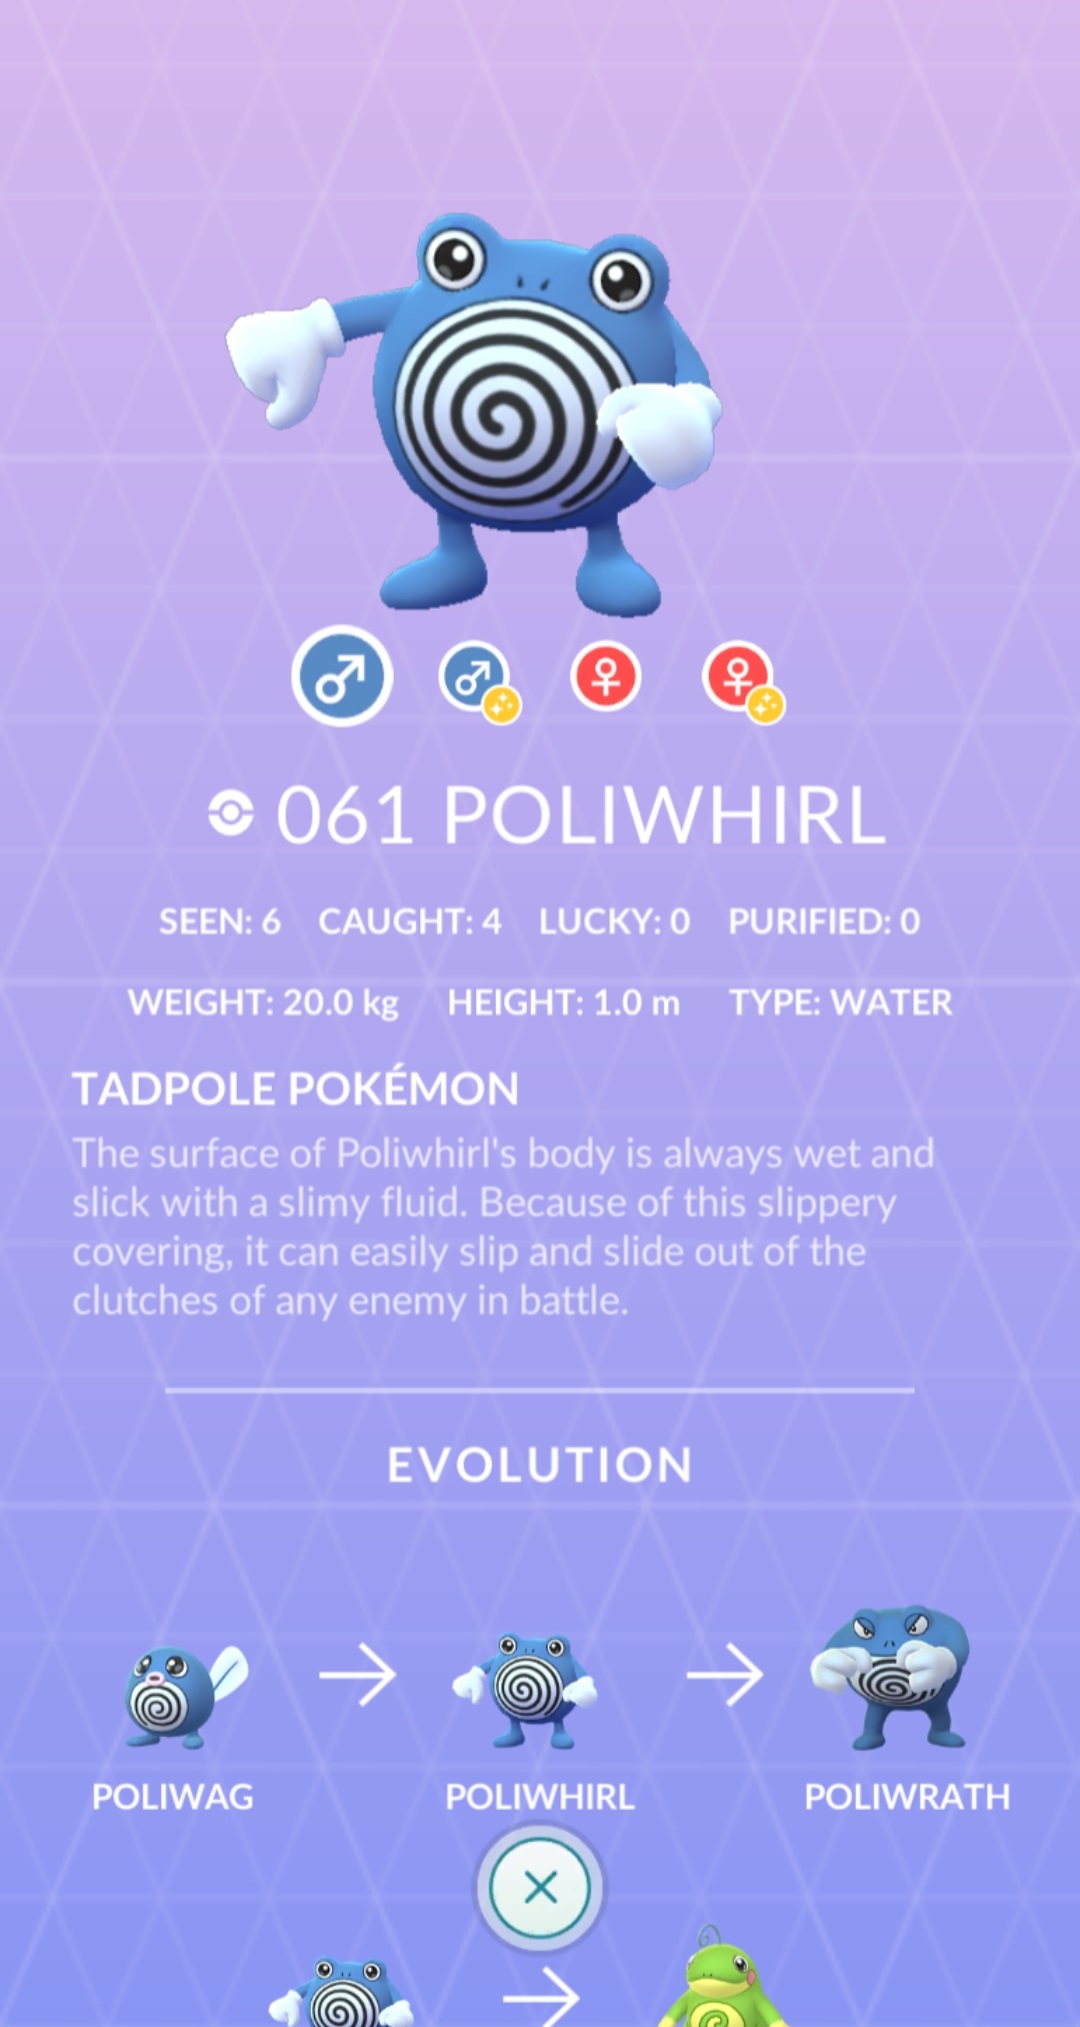 061 POLIWHIRL
SEEN: 6 CAUGHT: 4 LUCKY: 0 PURIFIED: 0
WEIGHT: 20.0 kg HEIGHT: 1.0 m TYPE: WATER
TADPOLE POKÉMON
The surface of Poliwhirl's body is always wet and
slick with a slimy fluid. Because of this slippery
covering, it can easily slip and slide out of the
clutches of any enemy in battle.
EVOLUTION
POLIWAG POLIWHIRL POLIWRATH